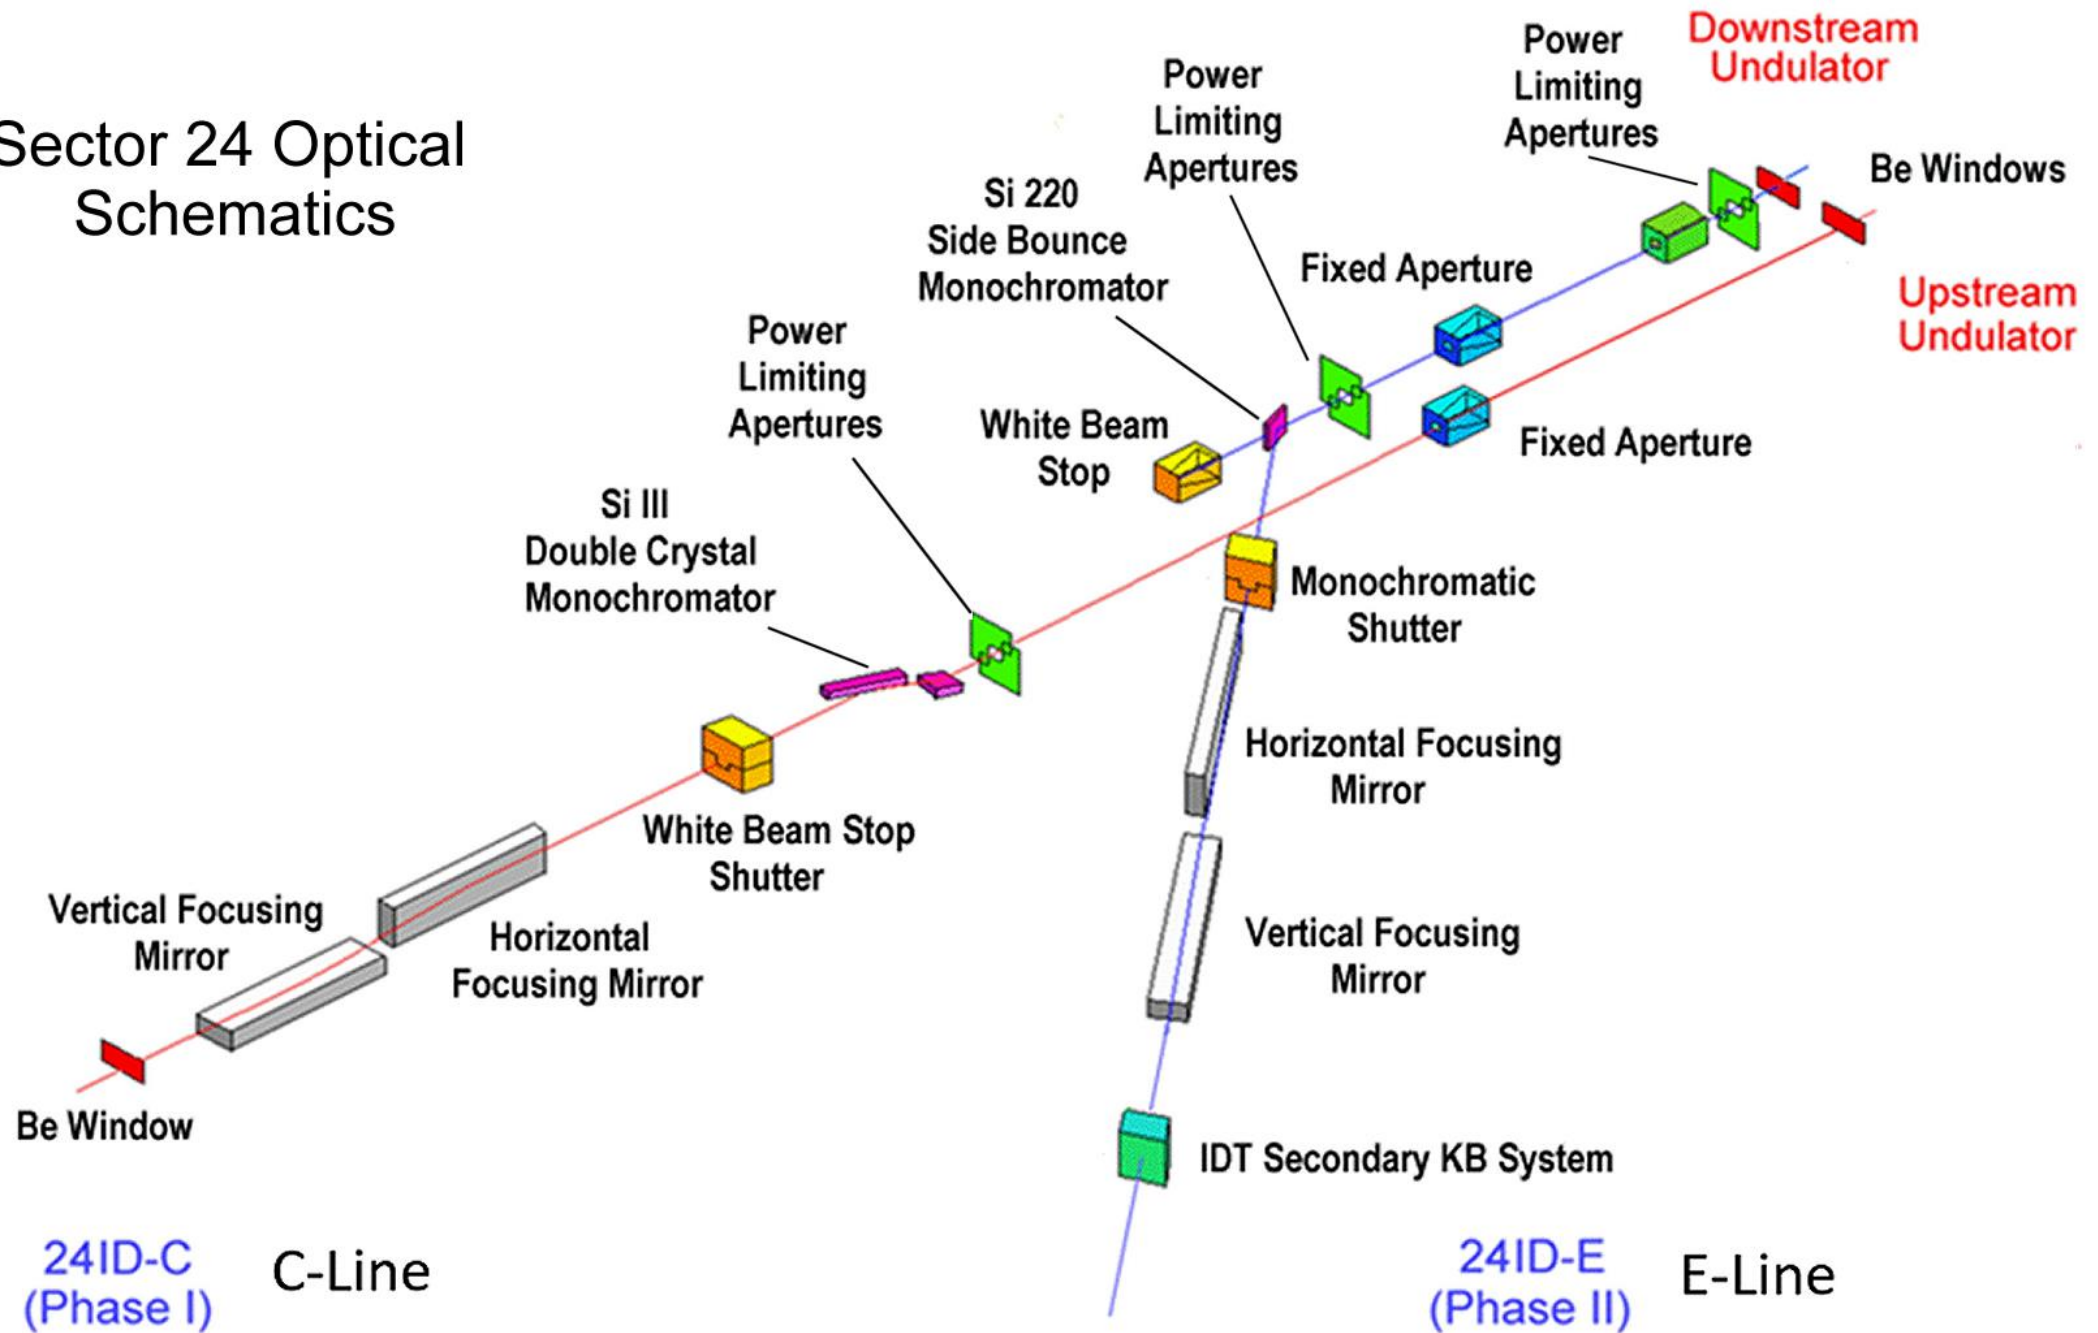 Sector 24 Optical
Schematics
Downstream
Undulator
Power
Limiting
Apertures
Be Windows
Power
Limiting
Apertures
Si 220
Side Bounce
Monochromator
Fixed Aperture
Upstream
Undulator
Power
Limiting
Apertures
White Beam
Stop
Fixed Aperture
Si III
Double Crystal
Monochromator
Monochromatic
Shutter
Horizontal Focusing
Mirror
White Beam Stop
Shutter
Vertical Focusing
Mirror
Horizontal
Focusing Mirror
Vertical Focusing
Mirror
Be Window
IDT Secondary KB System
24ID-C
(Phase I)
C-Line
24ID-E
(Phase II)
E-Line